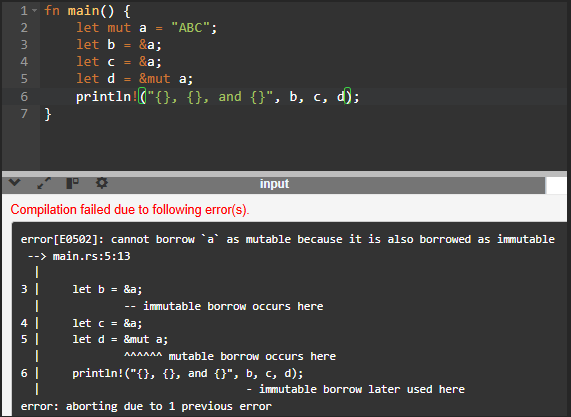 1 fn main() {
2     let mut a = "ABC";
3     let b = &a;
4     let c = &a;
5     let d = &mut a;
6     println!("{}, {}, and {}", b, c, d);
7 }
input
Compilation failed due to following error(s).
error[E0502]: cannot borrow `a` as mutable because it is also borrowed as immutable
 --> main.rs:5:13
  |
3 |     let b = &a;
  |             -- immutable borrow occurs here
4 |     let c = &a;
5 |     let d = &mut a;
  |             ^^^^^^ mutable borrow occurs here
6 |     println!("{}, {}, and {}", b, c, d);
  |                                - immutable borrow later used here
error: aborting due to 1 previous error